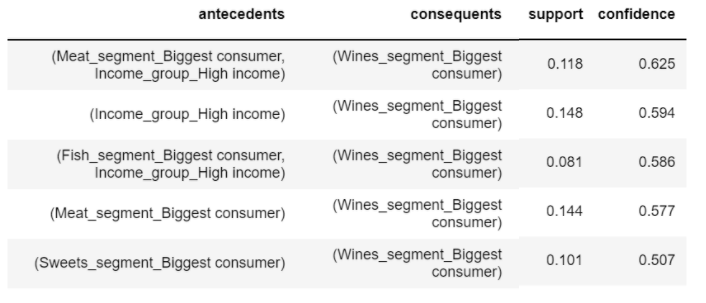 antecedents consequents support confidence
(Meat_segment_Biggest consumer, Income_group_High income) (Wines_segment_Biggest consumer) 0.118 0.625
(Income_group_High income) (Wines_segment_Biggest consumer) 0.148 0.594
(Fish_segment_Biggest consumer, Income_group_High income) (Wines_segment_Biggest consumer) 0.081 0.586
(Meat_segment_Biggest consumer) (Wines_segment_Biggest consumer) 0.144 0.577
(Sweets_segment_Biggest consumer) (Wines_segment_Biggest consumer) 0.101 0.507